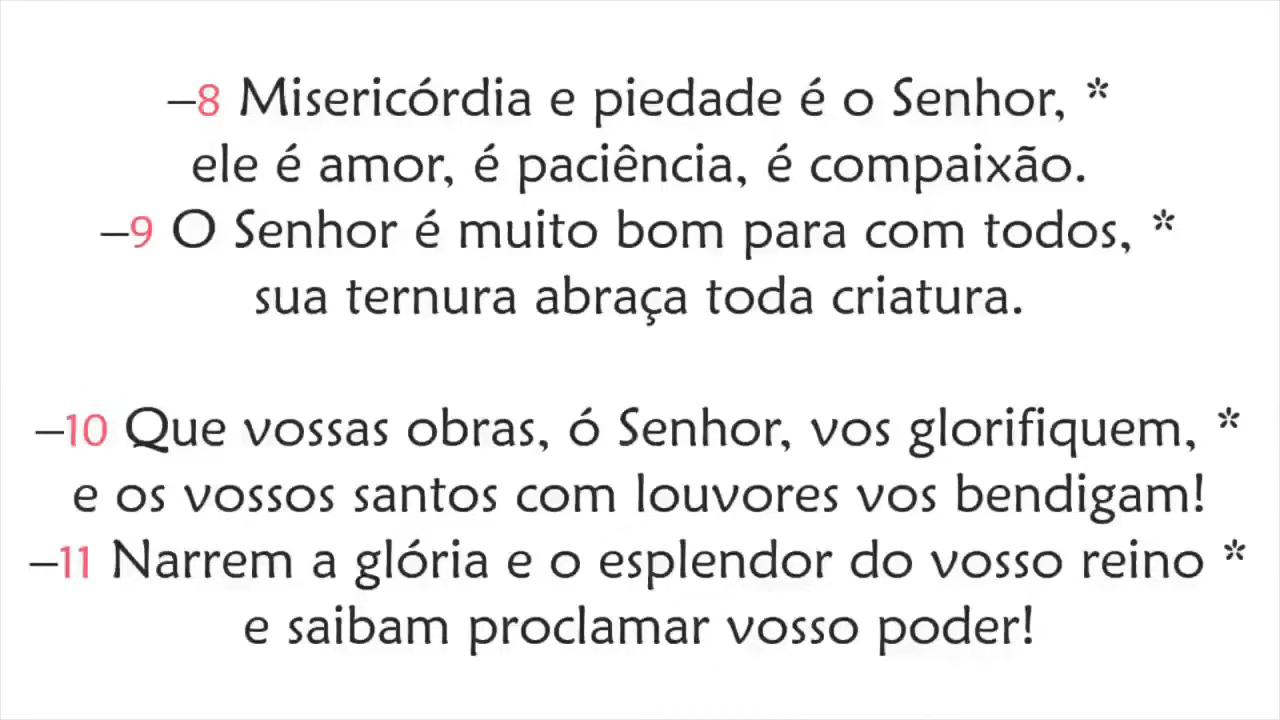 –8 Misericórdia e piedade é o Senhor, *
ele é amor, é paciência, é compaixão.
–9 O Senhor é muito bom para com todos, *
sua ternura abraça toda criatura.
–10 Que vossas obras, ó Senhor, vos glorifiquem, *
e os vossos santos com louvores vos bendigam!
–11 Narrem a glória e o esplendor do vosso reino *
e saibam proclamar vosso poder!